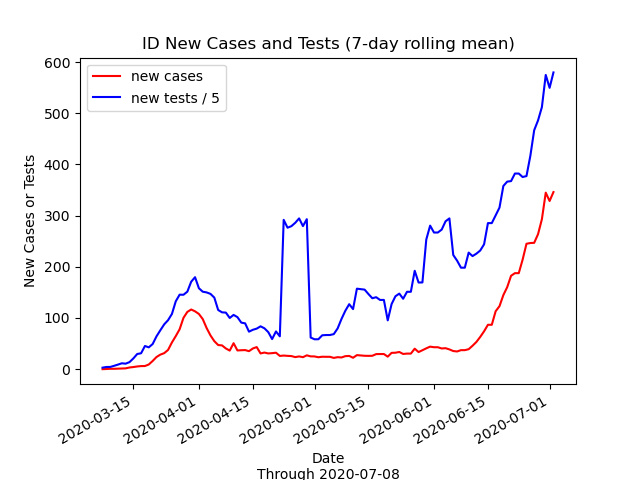 ID New Cases and Tests (7-day rolling mean)
new cases
new tests / 5
New Cases or Tests
600
500
400
300
200
100
0
2020-03-15
2020-04-01
2020-04-15
2020-05-01
2020-05-15
2020-06-01
2020-06-15
2020-07-01
Date
Through 2020-07-08